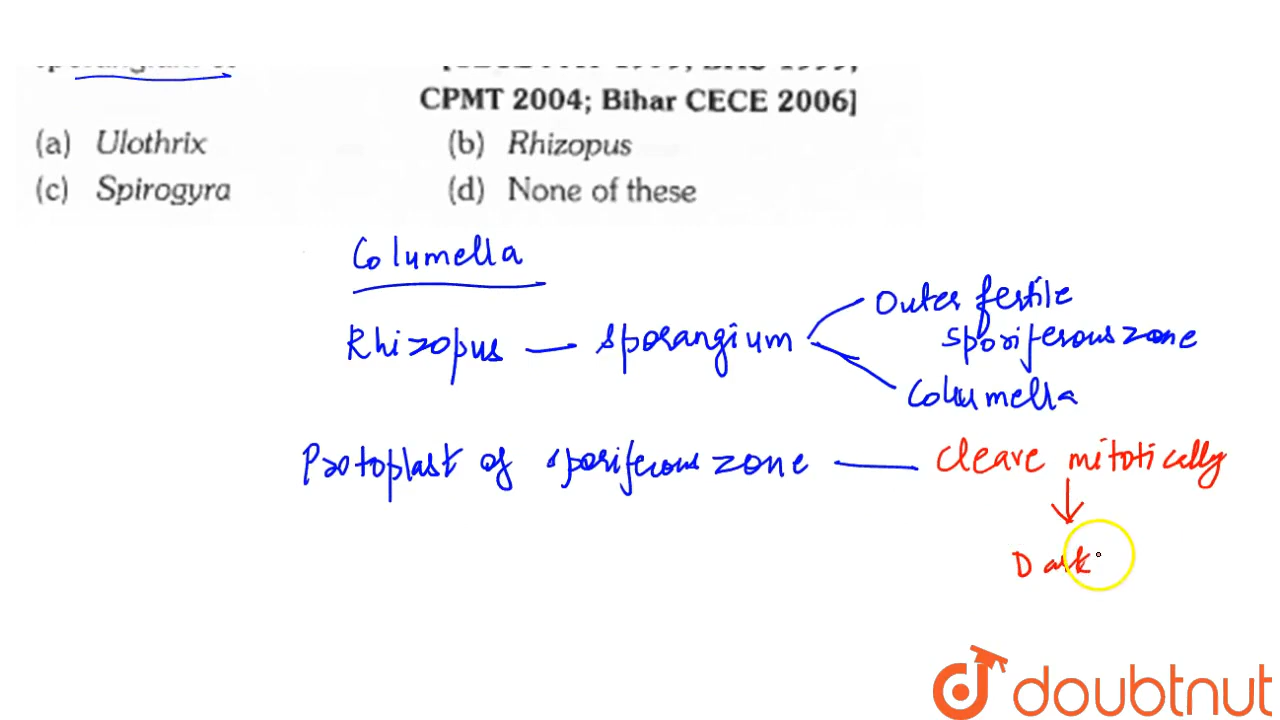 CPMT 2004; Bihar CECE 2006]
(a) Ulothrix (b) Rhizopus
(c) Spirogyra (d) None of these
Columella
Rhizopus — sporangium
Outer fertile
sporiferous zone
Columella
Protoplast of sporiferous zone — cleave mitotically
Dark
doubtnut